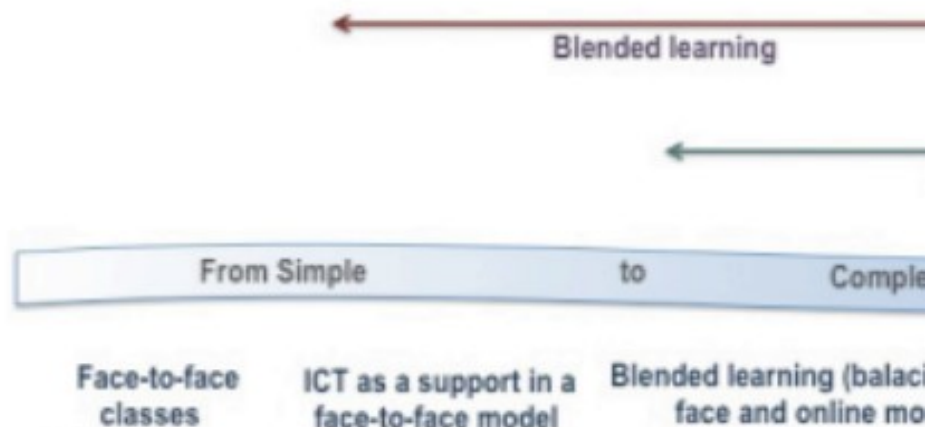 Blended learning
From Simple to Comple
Face-to-face
classes
ICT as a support in a
face-to-face model
Blended learning (balaci
face and online mo